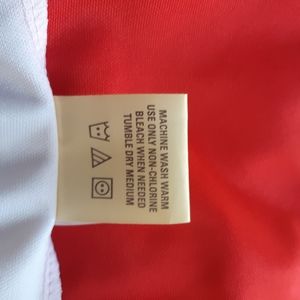 MACHINE WASH WARM
USE ONLY NON-CHLORINE
BLEACH WHEN NEEDED
TUMBLE DRY MEDIUM